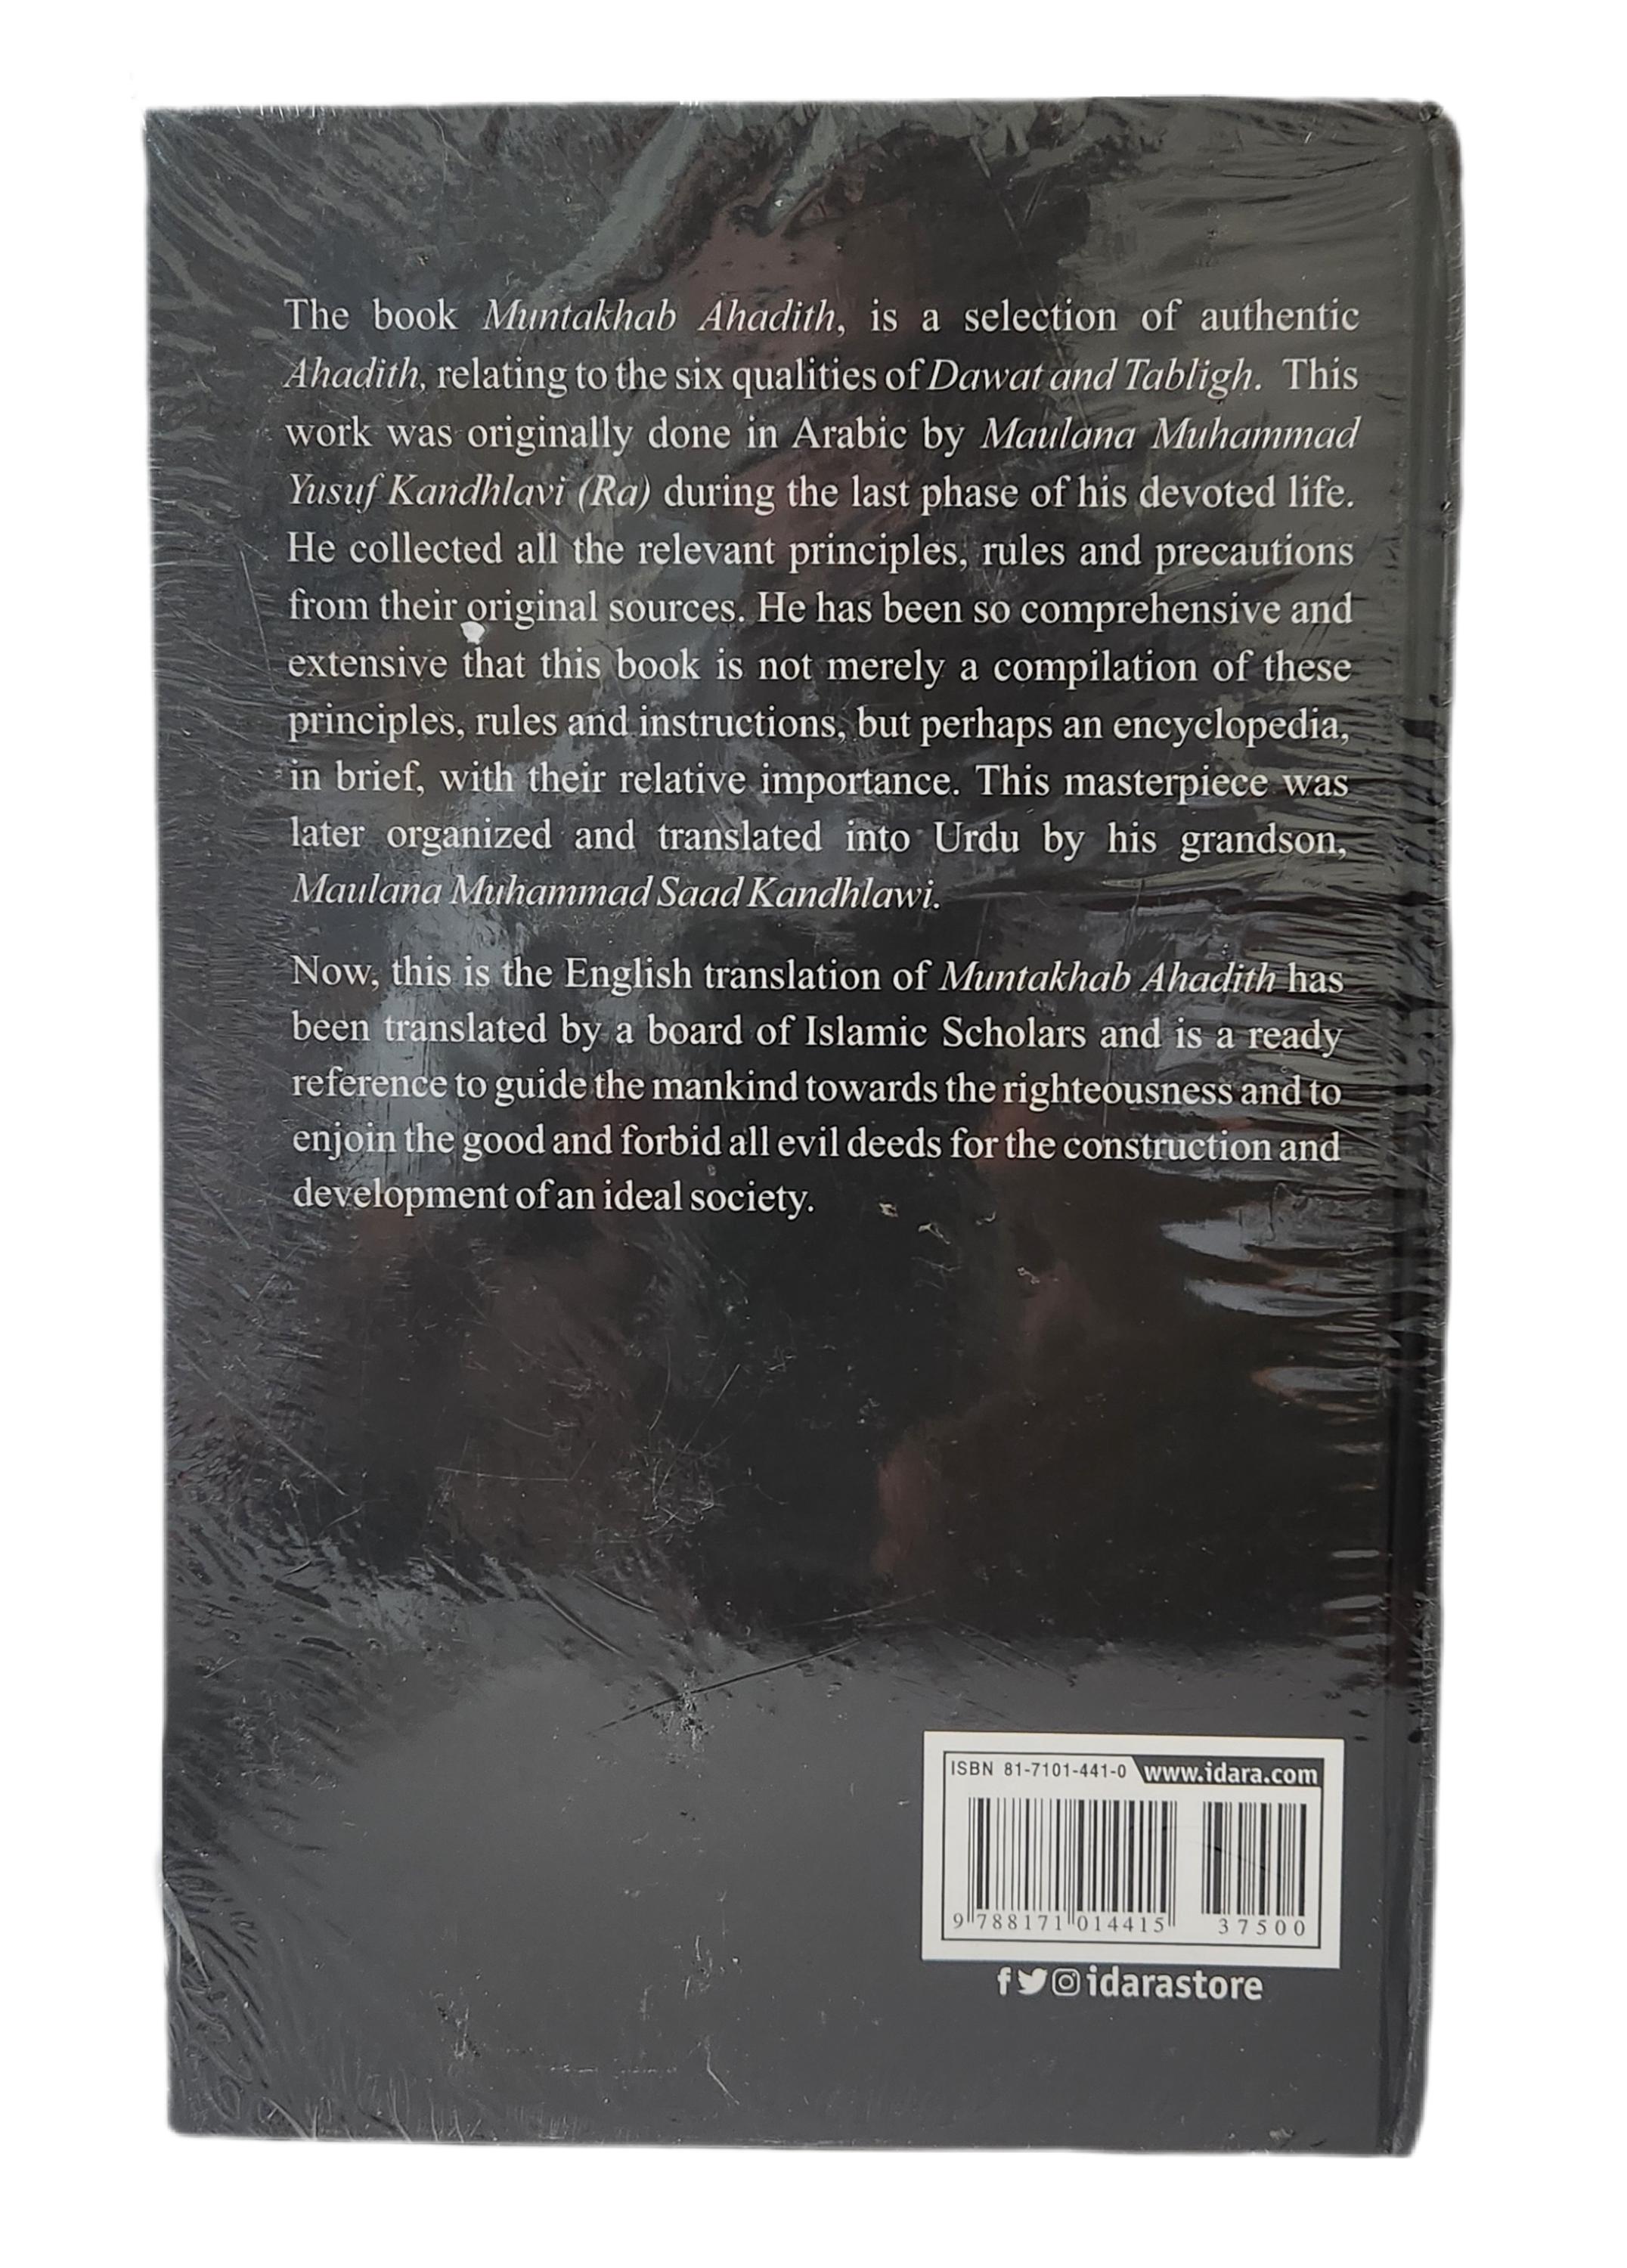 The book Muntakhab Ahadith, is a selection of authentic
Ahadith, relating to the six qualities of Dawat and Tabligh. This
work was originally done in Arabic by Maulana Muhammad
Yusuf Kandhlavi (Ra) during the last phase of his devoted life.
He collected all the relevant principles, rules and precautions
from their original sources. He has been so comprehensive and
extensive that this book is not merely a compilation of these
principles, rules and instructions, but perhaps an encyclopedia,
in brief, with their relative importance. This masterpiece was
later organized and translated into Urdu by his grandson,
Maulana Muhammad Saad Kandhlawi.
Now, this is the English translation of Muntakhab Ahadith has
been translated by a board of Islamic Scholars and is a ready
reference to guide the mankind towards the righteousness and to
enjoin the good and forbid all evil deeds for the construction and
development of an ideal society.
ISBN 81-7101-441-0 www.idara.com
9 788171 014415 37500
idarastore